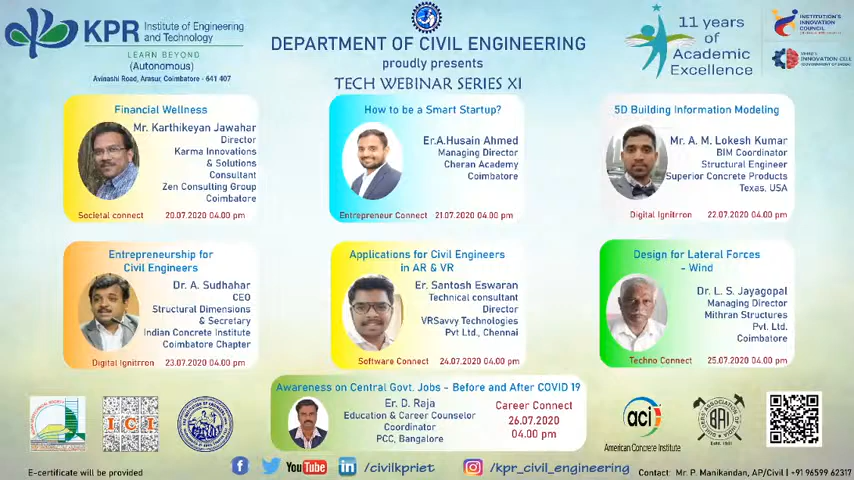 KPR Institute of Engineering
and Technology
LEARN BEYOND
(Autonomous)
Avinashi Road, Arasur, Coimbatore - 641 407
DEPARTMENT OF CIVIL ENGINEERING
proudly presents
TECH WEBINAR SERIES XI
11 years
of
Academic
Excellence
INSTITUTION'S
INNOVATION
COUNCIL
INNOVATION CELL
Financial Wellness
Mr. Karthikeyan Jawahar
Director
Karma Innovations
& Solutions
Consultant
Zen Consulting Group
Coimbatore
Societal connect 20.07.2020 04.00 pm
How to be a Smart Startup?
Er.A.Husain Ahmed
Managing Director
Cheran Academy
Coimbatore
Entrepreneur Connect 21.07.2020 04.00 pm
5D Building Information Modeling
Mr. A. M. Lokesh Kumar
BIM Coordinator
Structural Engineer
Superior Concrete Products
Texas, USA
Digital Ignitrron 22.07.2020 04.00 pm
Entrepreneurship for
Civil Engineers
Dr. A. Sudhahar
CEO
Structural Dimensions
& Secretary
Indian Concrete Institute
Coimbatore Chapter
Digital Ignitrron 23.07.2020 04.00 pm
Applications for Civil Engineers
in AR & VR
Er. Santosh Eswaran
Technical consultant
Director
VRSavvy Technologies
Pvt Ltd., Chennai
Software Connect 24.07.2020 04.00 pm
Design for Lateral Forces
- Wind
Dr. L. S. Jayagopal
Managing Director
Mithran Structures
Pvt. Ltd.
Coimbatore
Techno Connect 25.07.2020 04.00 pm
Awareness on Central Govt. Jobs - Before and After COVID 19
Er. D. Raja
Education & Career Counselor
Coordinator
PCC, Bangalore
Career Connect
26.07.2020
04.00 pm
ICI
aci
American Concrete Institute
BAI
E-certificate will be provided
YouTube
/civilkpriet
/kpr_civil_engineering
Contact: Mr. P. Manikandan, AP/Civil | +91 96599 62317